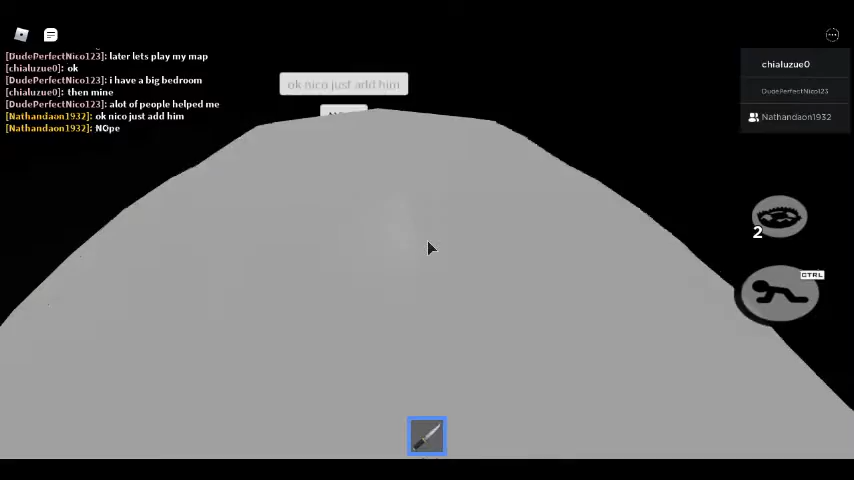 [DudePerfectNico123]: later lets play my map
[chialuzue0]: ok
[DudePerfectNico123]: i have a big bedroom
[chialuzue0]: then mine
[DudePerfectNico123]: alot of people helped me
[Nathandaon1932]: ok nico just add him
[Nathandaon1932]: NOpe
ok nico just add him
chialuzue0
DudePerfectNico123
Nathandaon1932
2
CTRL